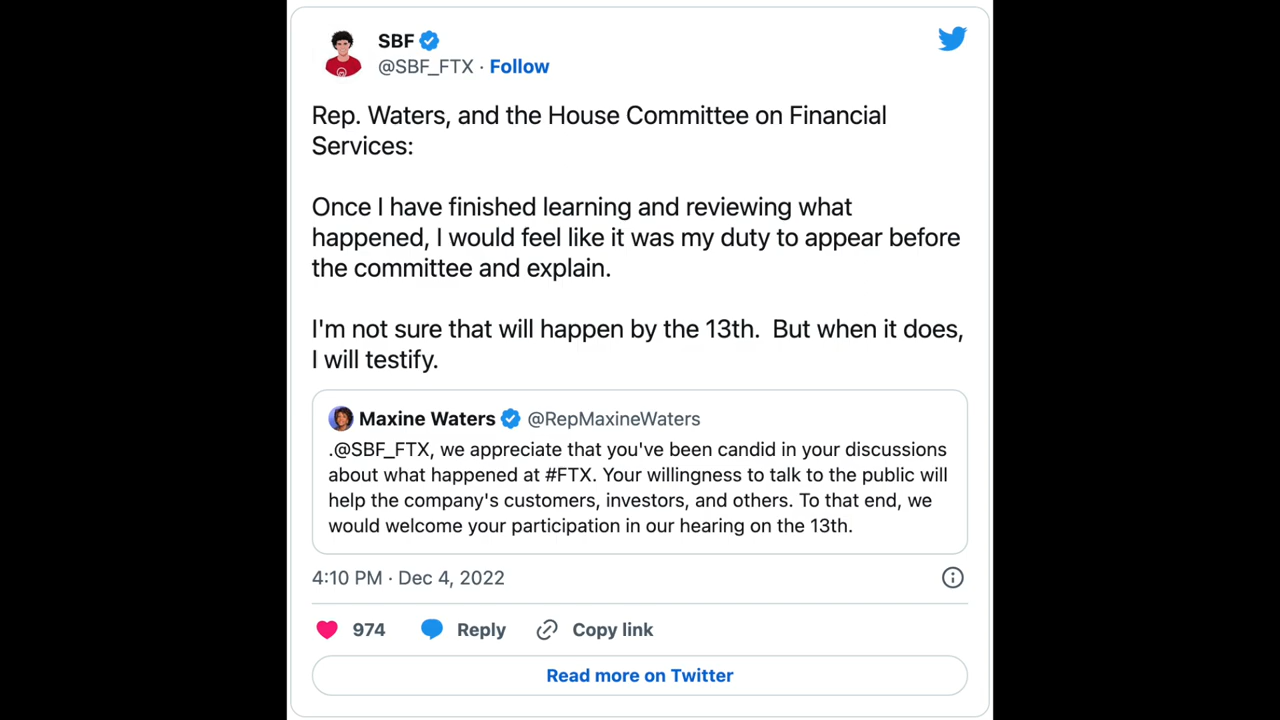 SBF
@SBF_FTX · Follow
Rep. Waters, and the House Committee on Financial
Services:
Once I have finished learning and reviewing what
happened, I would feel like it was my duty to appear before
the committee and explain.
I'm not sure that will happen by the 13th.  But when it does,
I will testify.
Maxine Waters @RepMaxineWaters
.@SBF_FTX, we appreciate that you've been candid in your discussions
about what happened at #FTX. Your willingness to talk to the public will
help the company's customers, investors, and others. To that end, we
would welcome your participation in our hearing on the 13th.
4:10 PM · Dec 4, 2022
974 Reply Copy link
Read more on Twitter